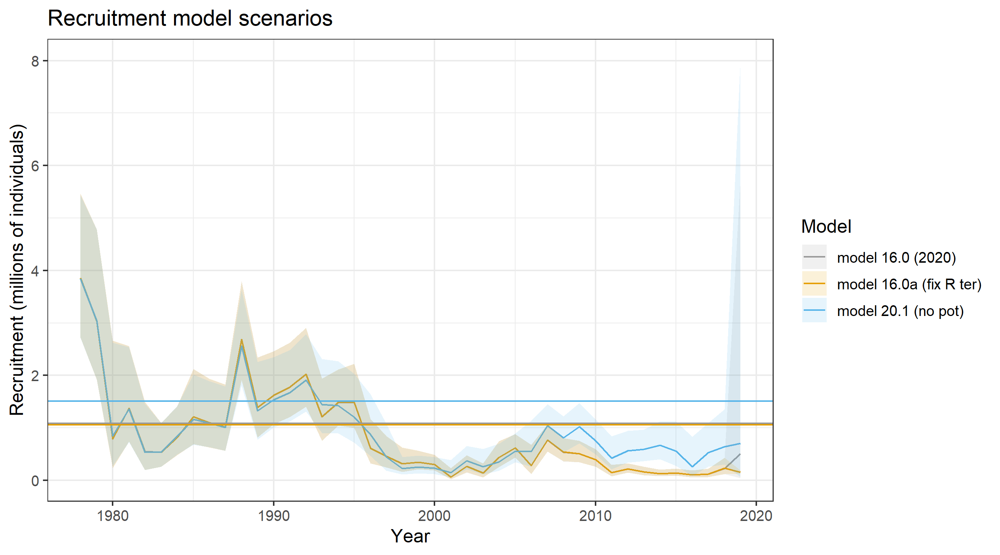 Recruitment model scenarios
Recruitment (millions of individuals)
8
6
4
2
0
1980 1990 2000 2010 2020
Year
Model
model 16.0 (2020)
model 16.0a (fix R ter)
model 20.1 (no pot)